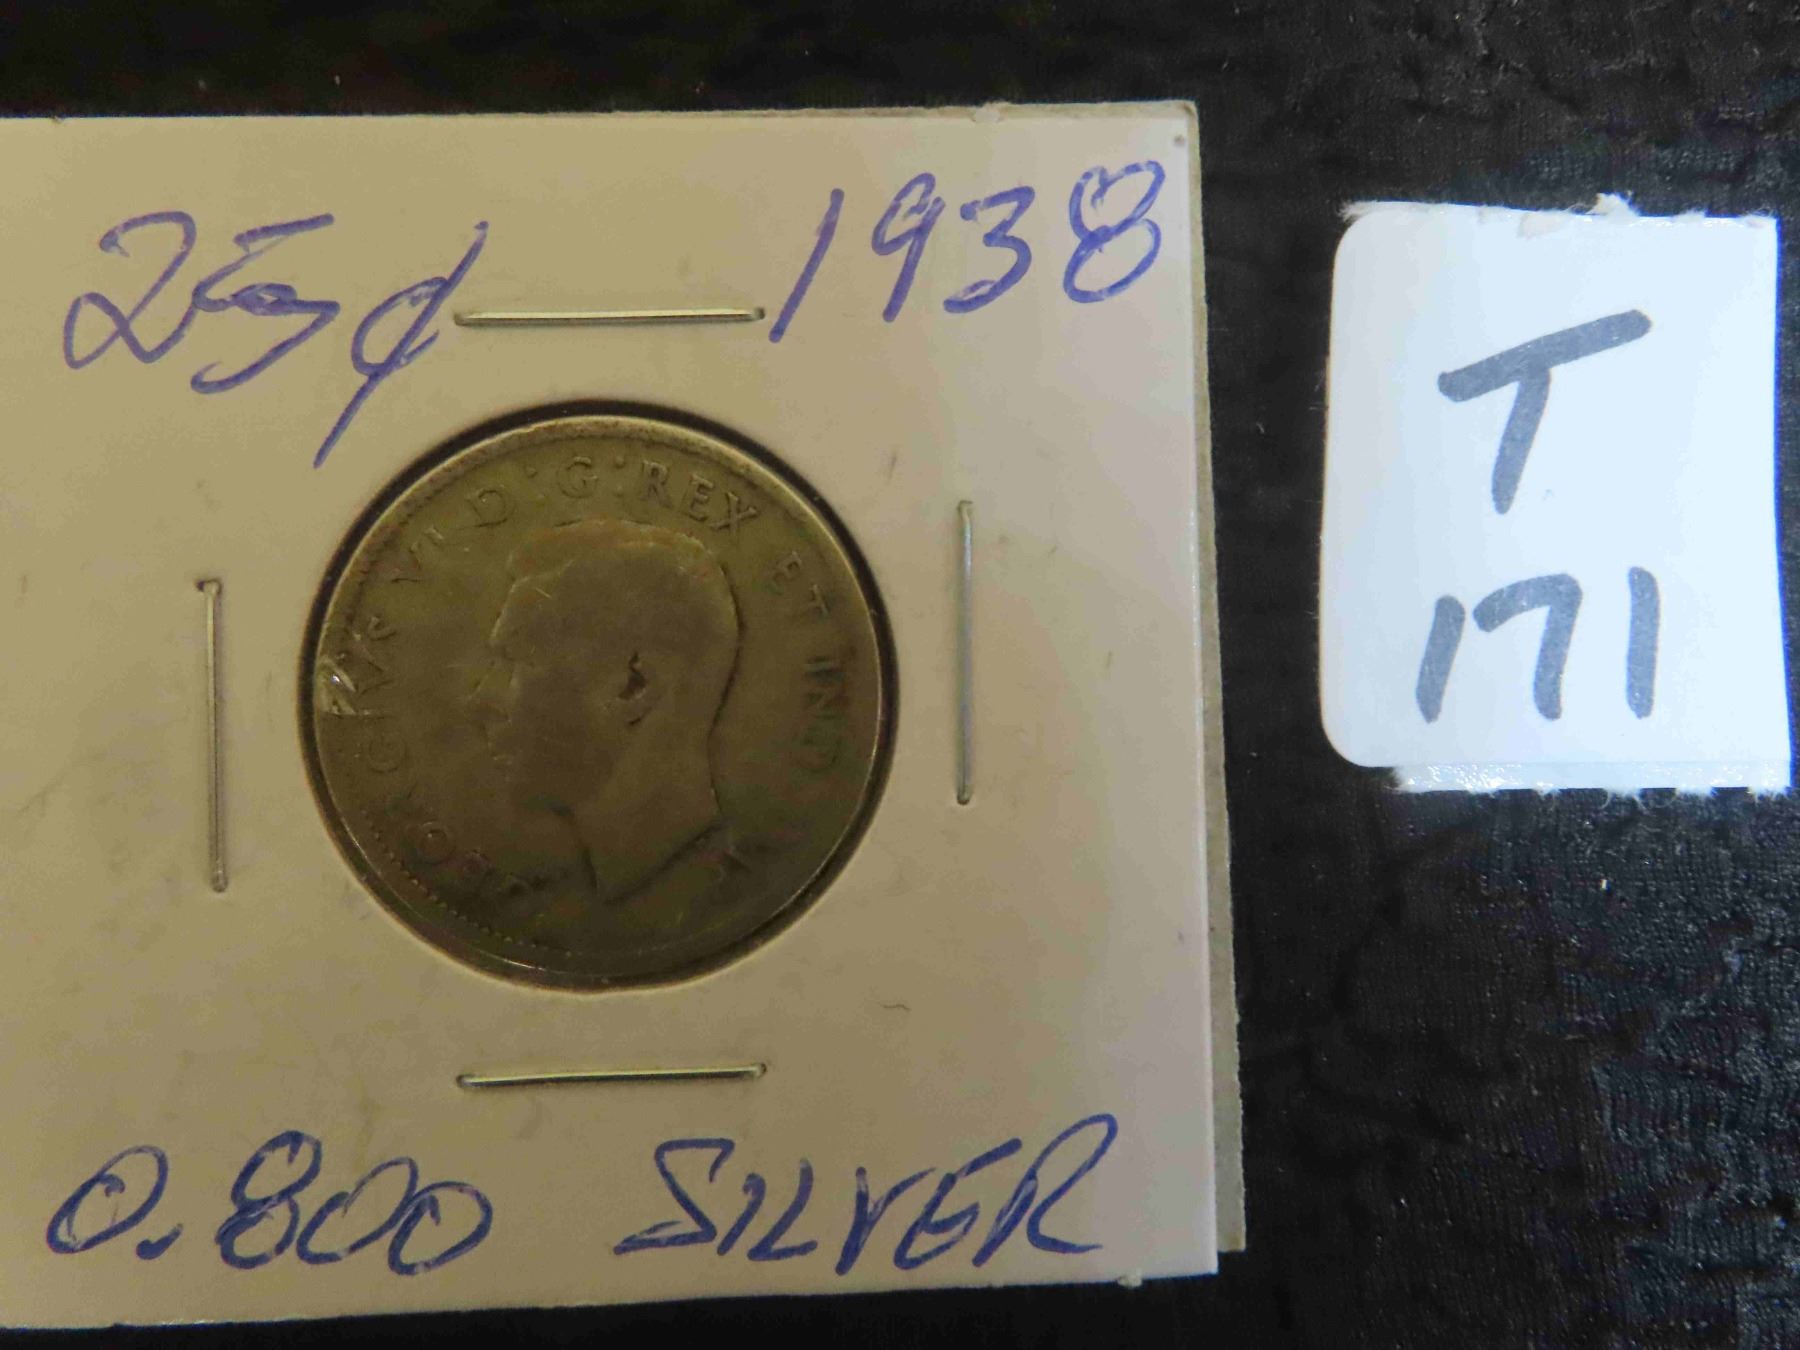 25¢ 1938
GEORGIVS VI D:G:REX ET IND
0.800 SILVER
T
171